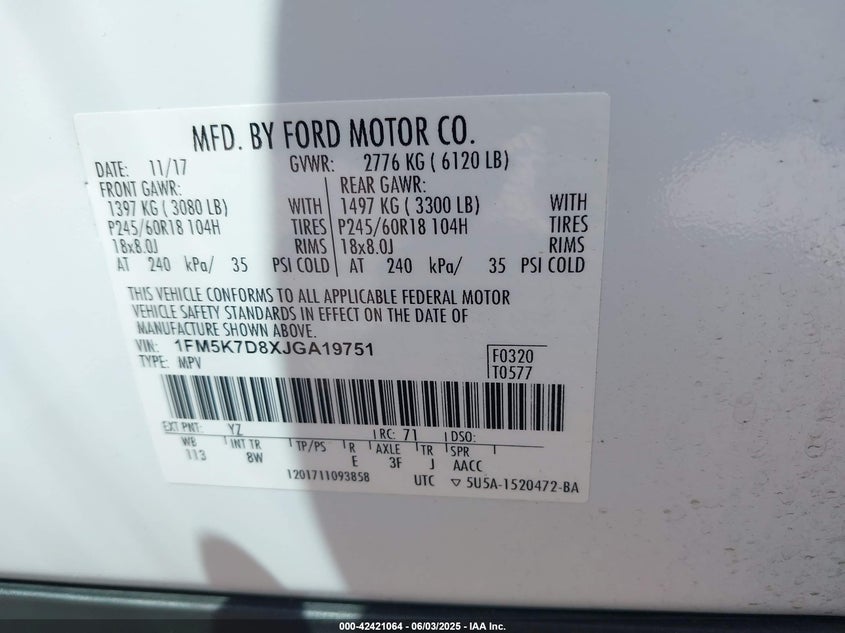 MFD. BY FORD MOTOR CO.
DATE: 11/17 GVWR: 2776 KG ( 6120 LB)
FRONT GAWR: REAR GAWR:
1397 KG ( 3080 LB) WITH 1497 KG ( 3300 LB) WITH
P245/60R18 104H TIRES P245/60R18 104H TIRES
18x8.0J RIMS 18x8.0J RIMS
AT 240 kPa/ 35 PSI COLD AT 240 kPa/ 35 PSI COLD
THIS VEHICLE CONFORMS TO ALL APPLICABLE FEDERAL MOTOR
VEHICLE SAFETY STANDARDS IN EFFECT ON THE DATE OF
MANUFACTURE SHOWN ABOVE.
VIN: 1FM5K7D8XJGA19751 F0320
TYPE: MPV T0577
EXT PNT: YZ RC: 71 DSO:
WB INT TR TP/PS R AXLE TR SPR
113 8W E 3F J AACC
1201711093858 UTC ▽ 5U5A-1520472-BA
000-42421064 - 06/03/2025 - IAA Inc.